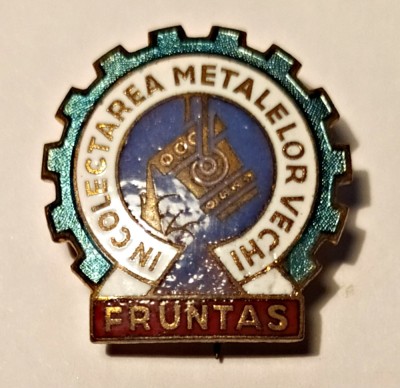 IN COLECTAREA METALELOR VECHI
FRUNTAS